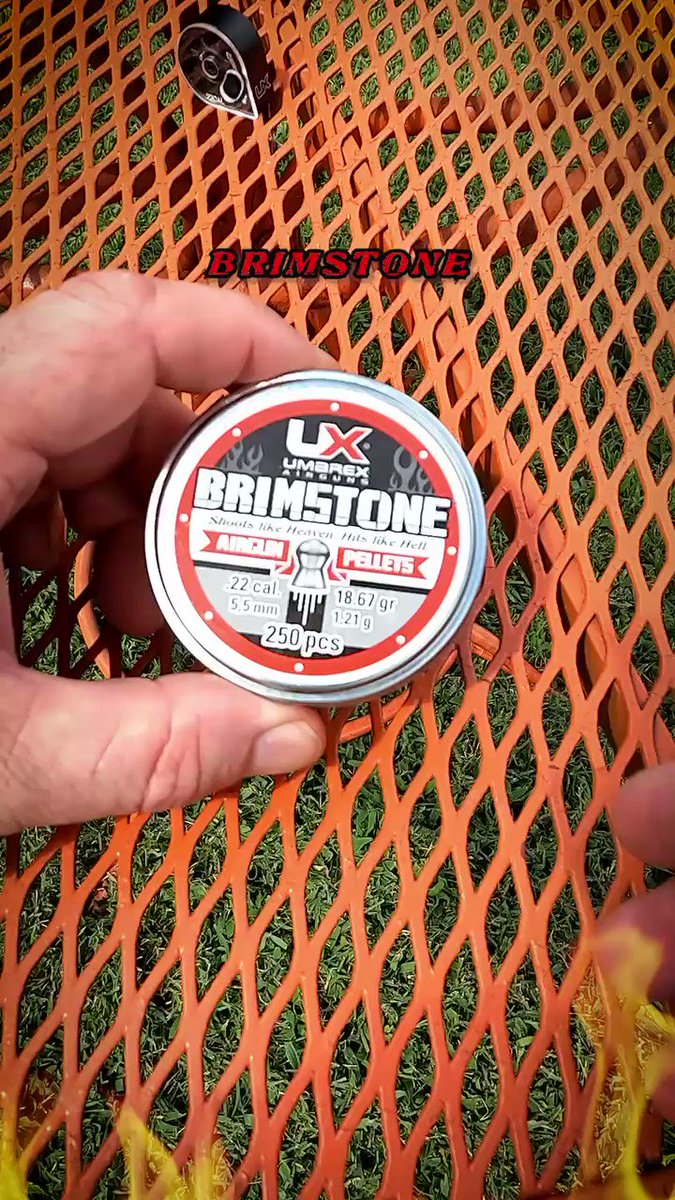 BRIMSTONE
UX®
UMAREX
AIRGUNS
BRIMSTONE
Shoots like Heaven Hits like Hell
AIRGUN PELLETS
.22 cal 18.67 gr
5,5 mm 1,21 g
250 pcs